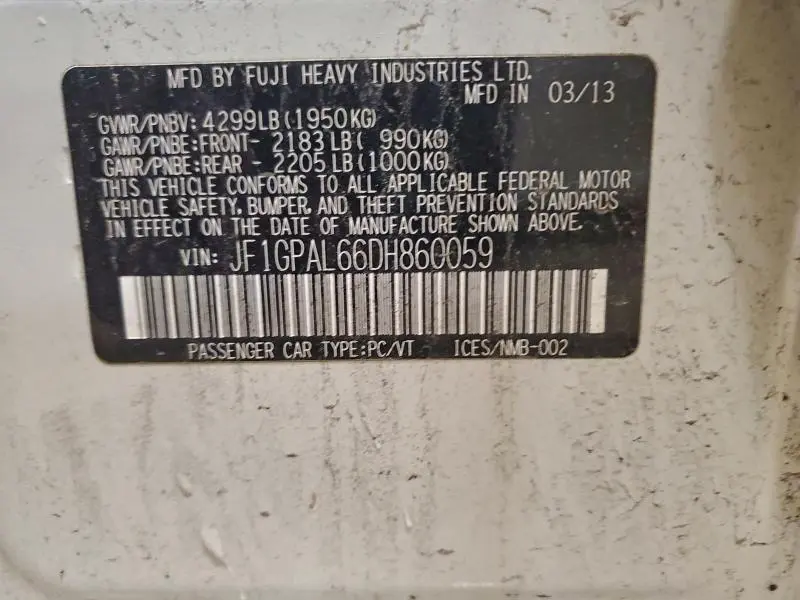 MFD BY FUJI HEAVY INDUSTRIES LTD.
MFD IN 03/13
GVWR/PNBV: 4299LB(1950KG)
GAWR/PNBE:FRONT- 2183LB( 990KG)
GAWR/PNBE:REAR - 2205LB(1000KG)
THIS VEHICLE CONFORMS TO ALL APPLICABLE FEDERAL MOTOR
VEHICLE SAFETY, BUMPER, AND THEFT PREVENTION STANDARDS
IN EFFECT ON THE DATE OF MANUFACTURE SHOWN ABOVE.
VIN: JF1GPAL66DH860059
PASSENGER CAR TYPE:PC/VT ICES/NMB-002